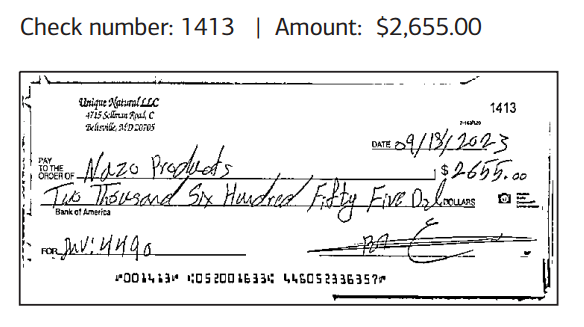 Check number: 1413 | Amount: $2,655.00
Unique Natural LLC
4715 Sellman Road, C
Beltsville, MD 20705
1413
DATE 09/13/2023
PAY TO THE ORDER OF Nazo Products $2655.00
Two Thousand Six Hundred Fifty Five Dol DOLLARS
Bank of America
FOR Inv: 4490
⑈001413⑈ ⑆052001633⑆ 446052336357⑈